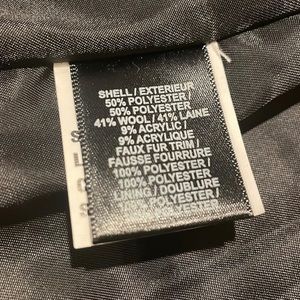 SHELL / EXTERIEUR
50% POLYESTER /
50% POLYESTER
41% WOOL / 41% LAINE
9% ACRYLIC /
9% ACRYLIQUE
FAUX FUR TRIM /
FAUSSE FOURRURE
100% POLYESTER /
100% POLYESTER
LINING / DOUBLURE